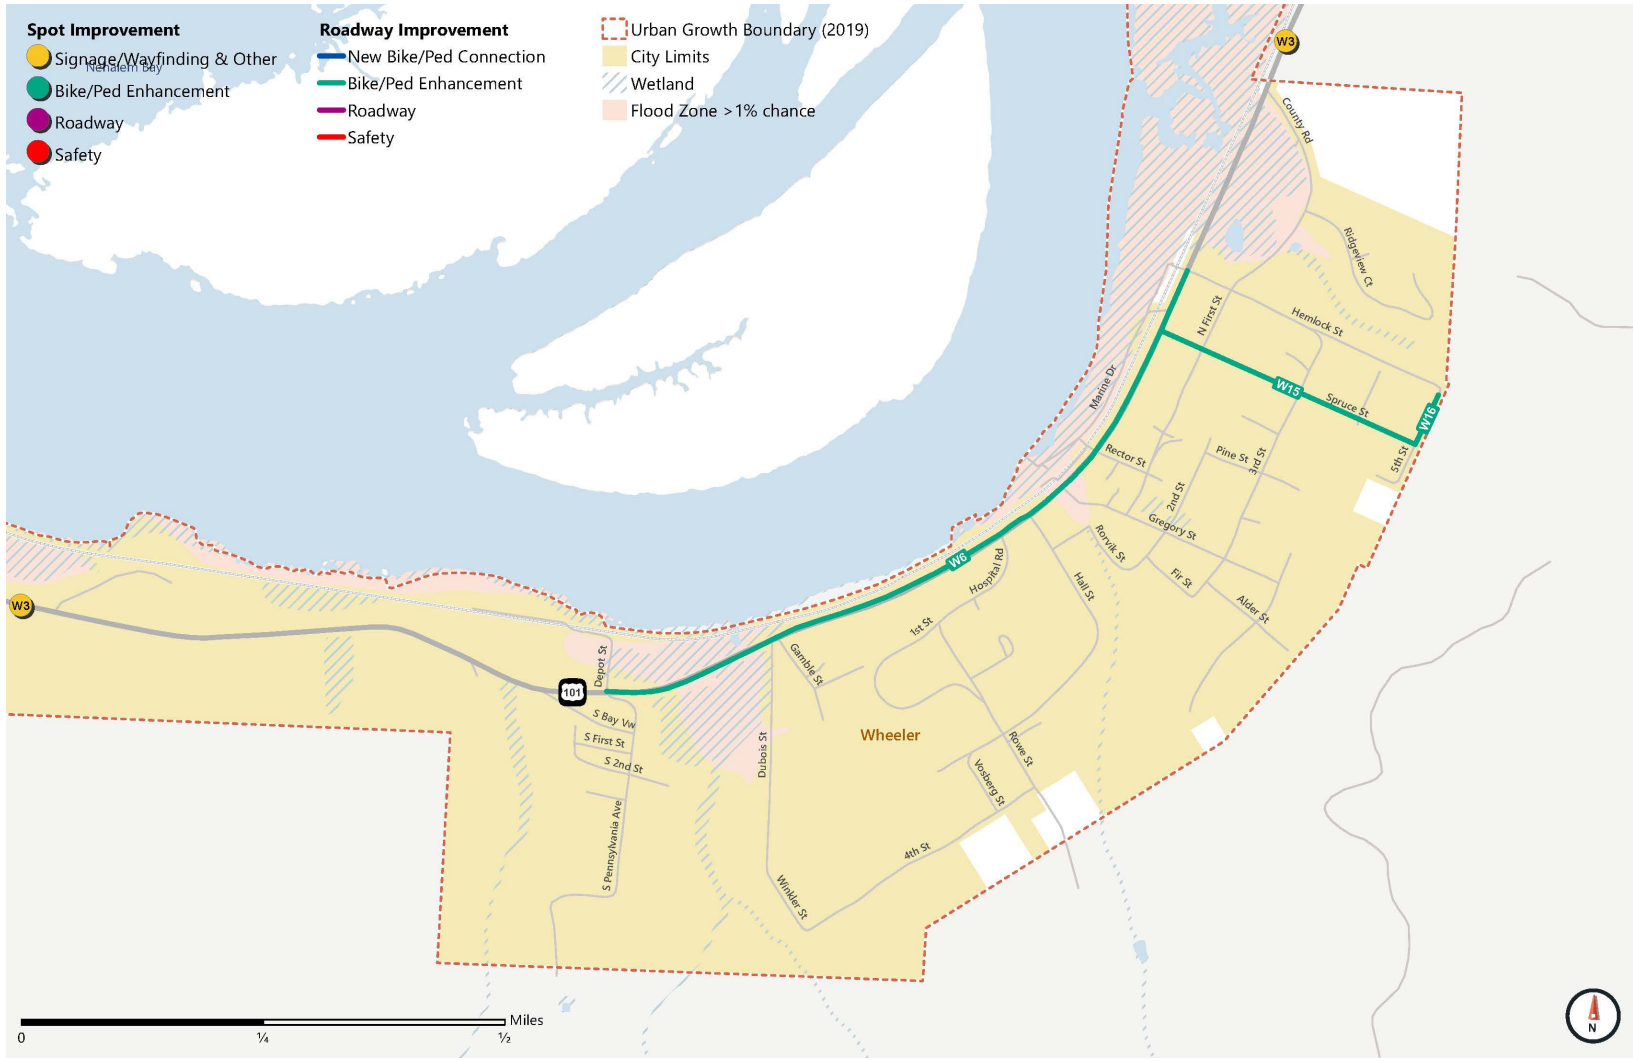 Spot Improvement
Signage/Wayfinding & Other
Nehalem Bay
Bike/Ped Enhancement
Roadway
Safety
Roadway Improvement
New Bike/Ped Connection
Bike/Ped Enhancement
Roadway
Safety
Urban Growth Boundary (2019)
City Limits
Wetland
Flood Zone >1% chance
W3
County Rd
Ridgeview Ct
N First St
Hemlock St
Marine Dr
W15
Spruce St
W16
Rector St
Pine St
3rd St
5th St
2nd St
Gregory St
Rorvik St
W6
Hospital Rd
Hall St
Fir St
Alder St
W3
1st St
Depot St
Gamble St
101
S Bay Vw
S First St
S 2nd St
Dubois St
Wheeler
Rowe St
Vosberg St
S Pennsylvania Ave
4th St
Winkler St
Miles
0
¼
½
N